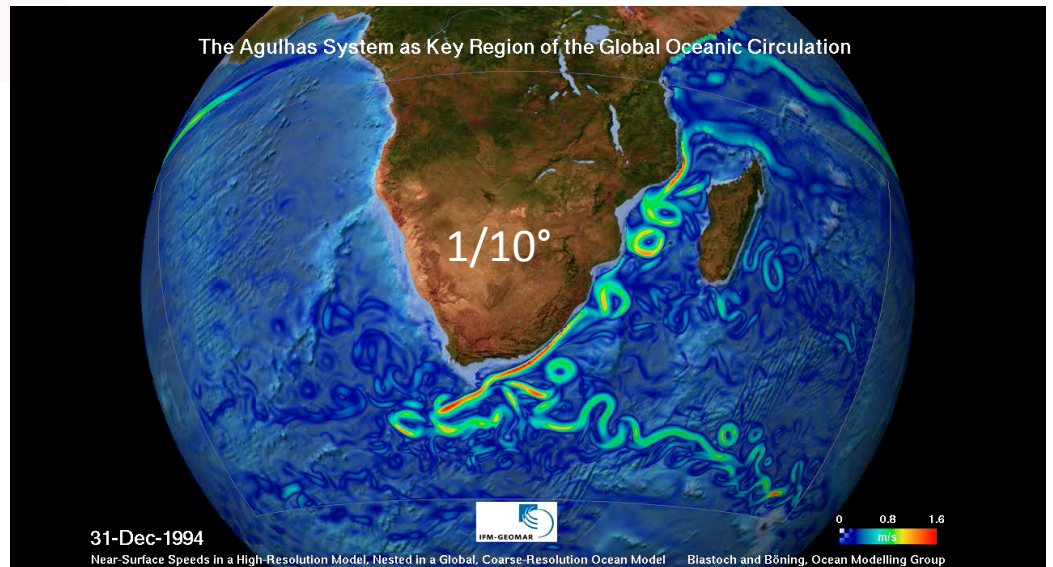 The Agulhas System as Key Region of the Global Oceanic Circulation
1/10°
IFM-GEOMAR
31-Dec-1994
0 0.8 1.6
m/s
Near-Surface Speeds in a High-Resolution Model, Nested in a Global, Coarse-Resolution Ocean Model Biastoch and Böning, Ocean Modelling Group